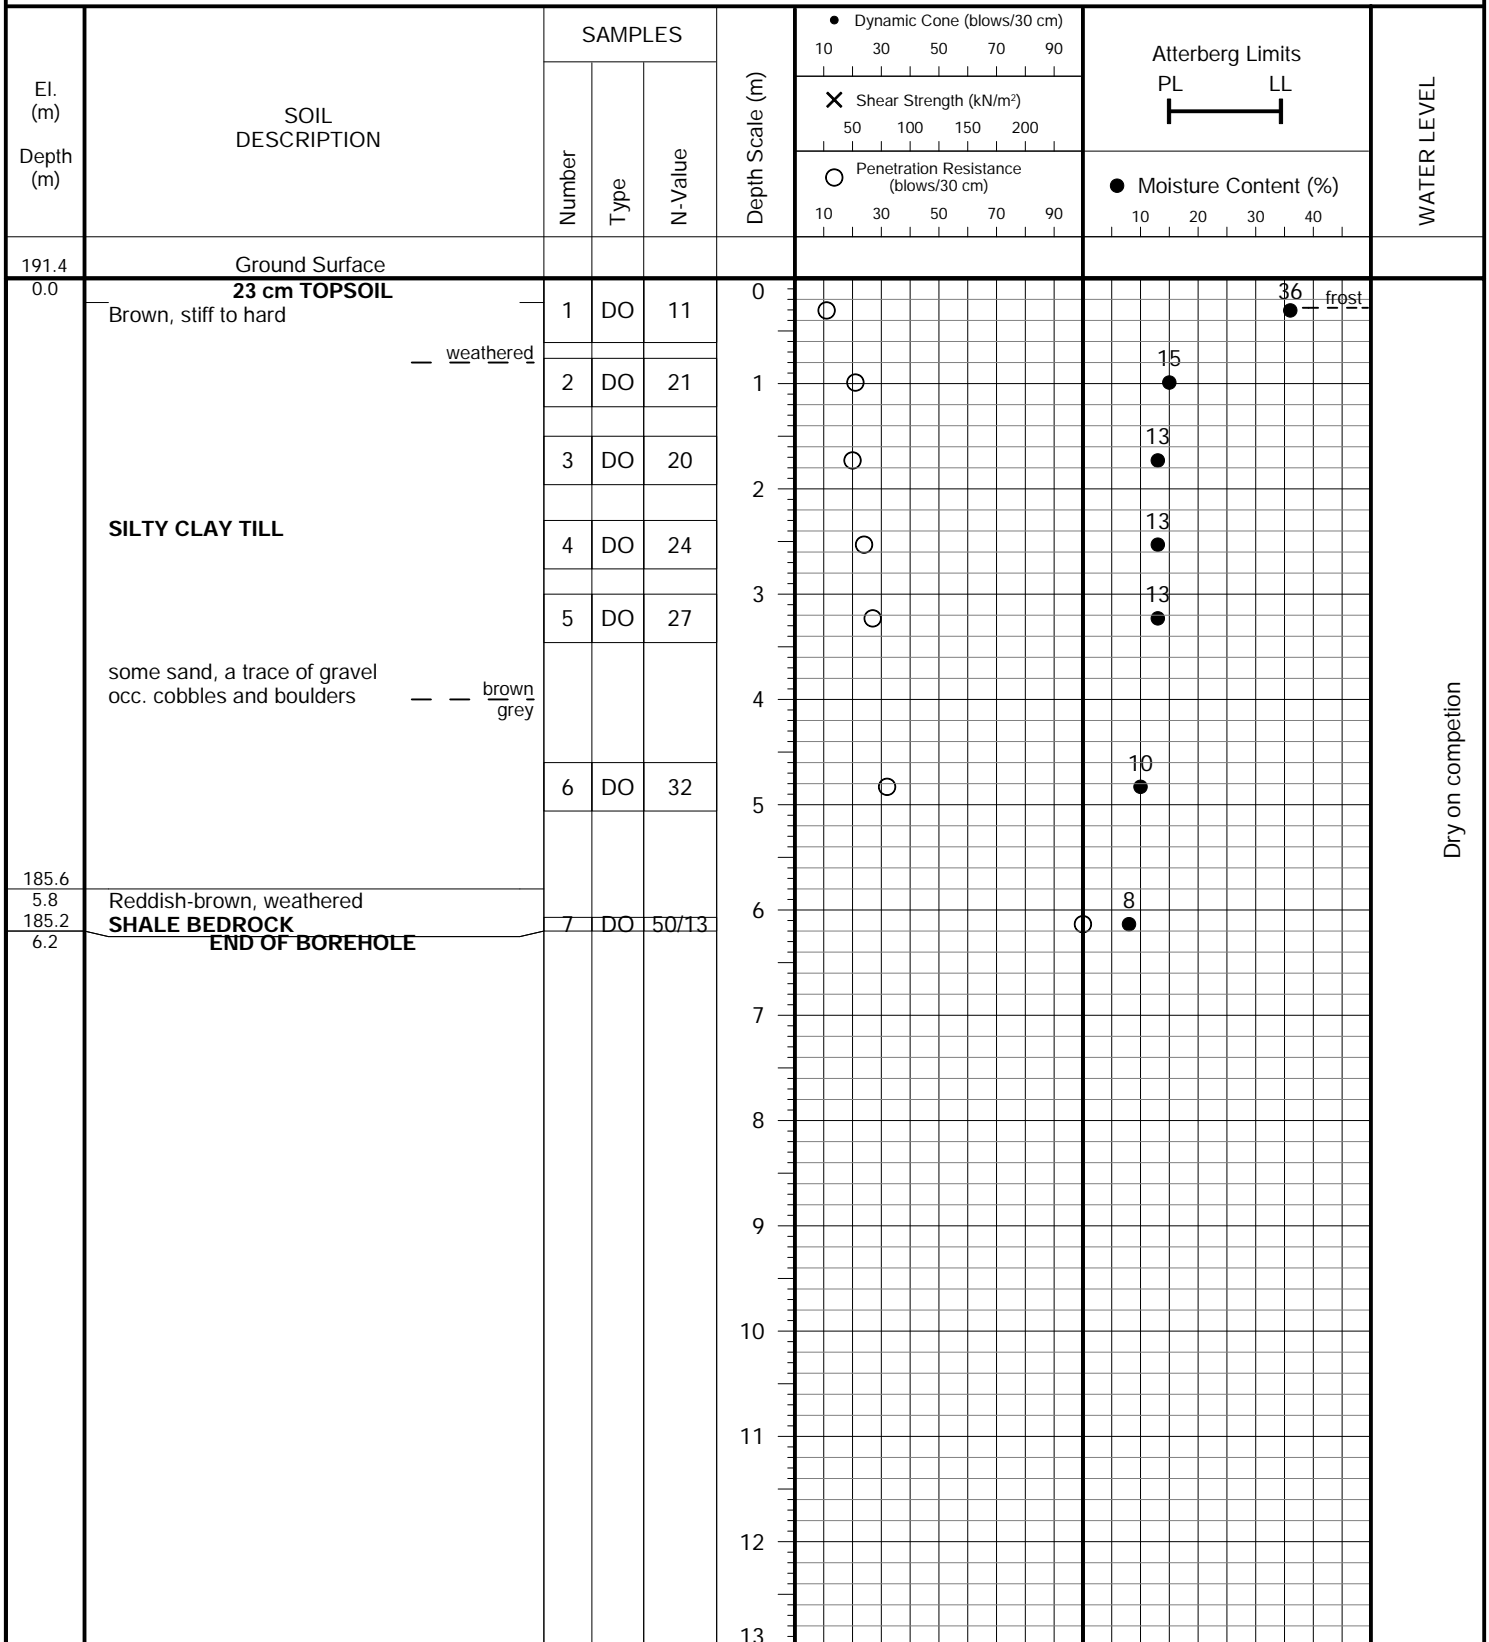 El.
(m)
Depth
(m)
SOIL
DESCRIPTION
SAMPLES
Number
Type
N-Value
Depth Scale (m)
Dynamic Cone (blows/30 cm)
10 30 50 70 90
Shear Strength (kN/m²)
50 100 150 200
Penetration Resistance
(blows/30 cm)
10 30 50 70 90
Atterberg Limits
PL LL
Moisture Content (%)
10 20 30 40
WATER LEVEL
191.4 Ground Surface
0.0 23 cm TOPSOIL 0
36 frost
Brown, stiff to hard 1 DO 11
weathered
15
2 DO 21 1
13
3 DO 20
2
SILTY CLAY TILL
13
4 DO 24
3 13
5 DO 27
some sand, a trace of gravel
occ. cobbles and boulders
brown
grey
4
10
6 DO 32
5
Dry on competion
185.6
5.8 Reddish-brown, weathered
8
6
185.2 SHALE BEDROCK 7 DO 50/13
6.2 END OF BOREHOLE
7
8
9
10
11
12
13